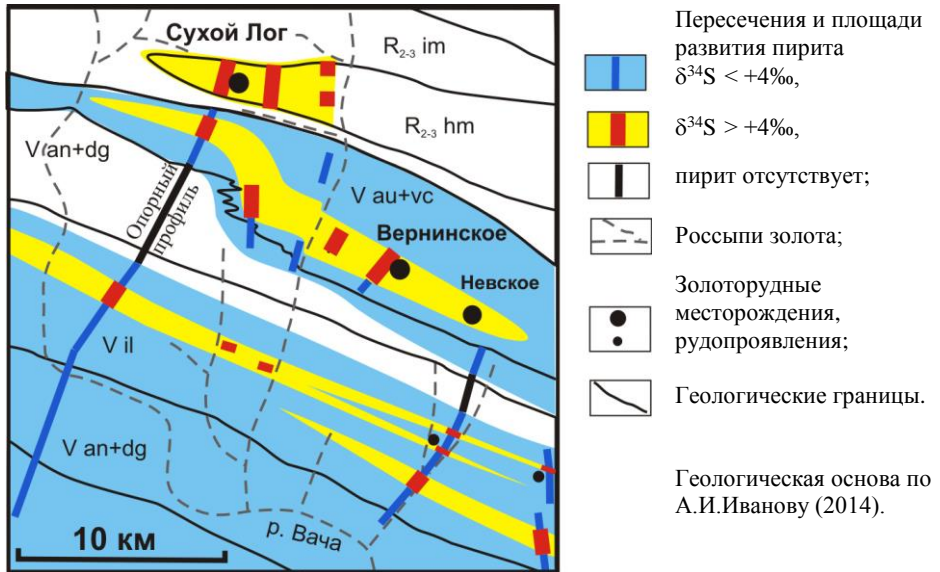 Сухой Лог
R2-3 im
R2-3 hm
V an+dg
V au+vc
Опорный
профиль
Вернинское
Невское
V il
V an+dg
р. Вача
10 км
Пересечения и площади
развития пирита
δ³⁴S < +4‰,
δ³⁴S > +4‰,
пирит отсутствует;
Россыпи золота;
Золоторудные
месторождения,
рудопроявления;
Геологические границы.
Геологическая основа по
А.И.Иванову (2014).